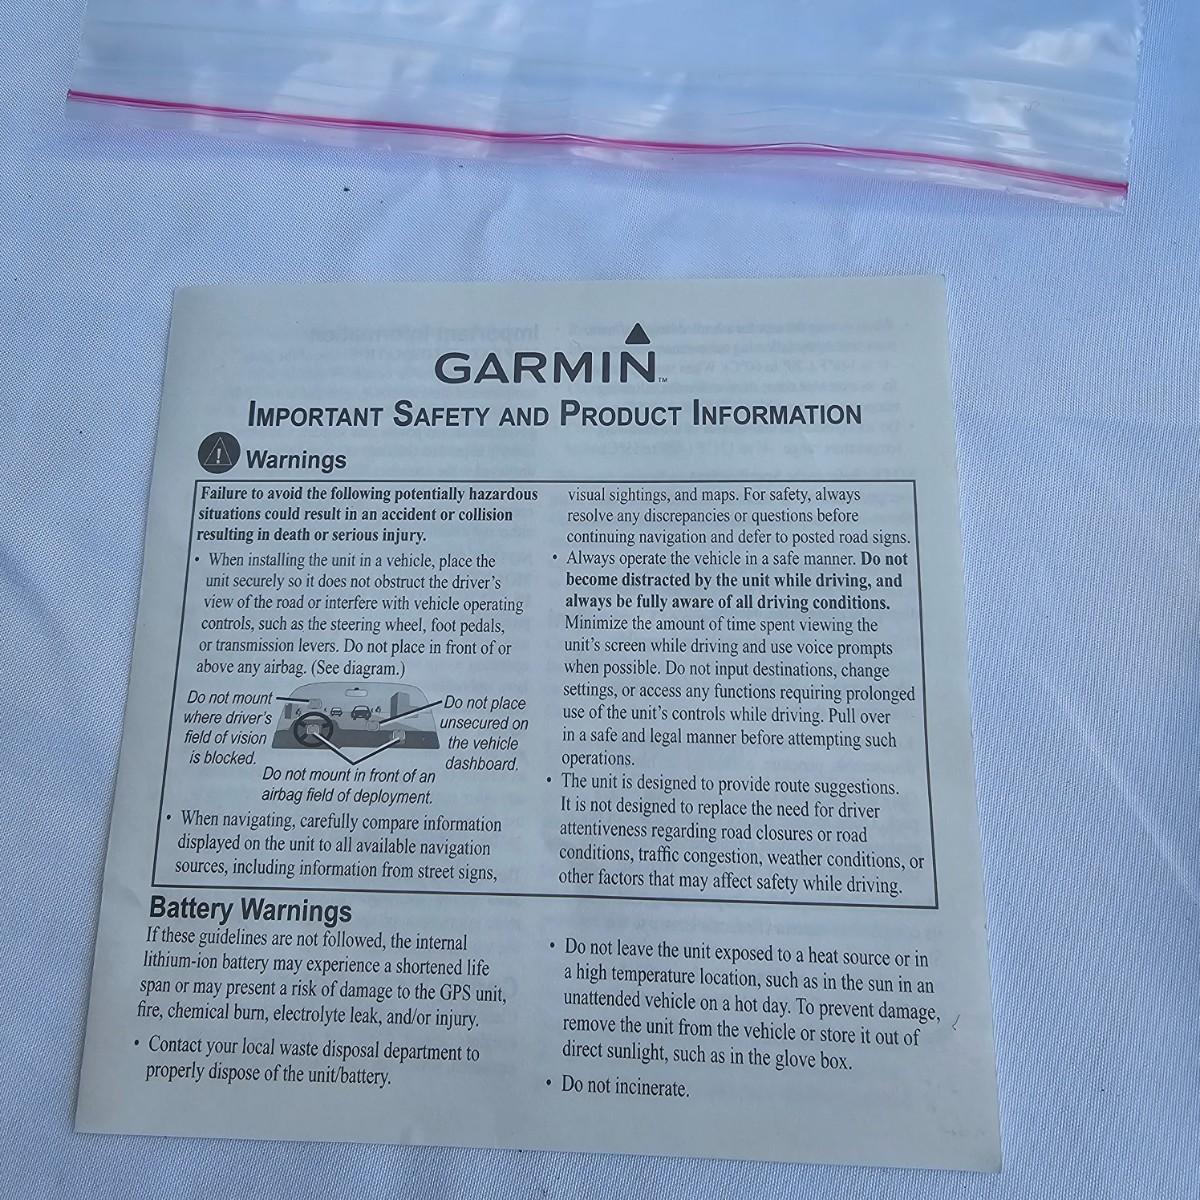 GARMIN™
IMPORTANT SAFETY AND PRODUCT INFORMATION
Warnings
Failure to avoid the following potentially hazardous
situations could result in an accident or collision
resulting in death or serious injury.
• When installing the unit in a vehicle, place the
unit securely so it does not obstruct the driver's
view of the road or interfere with vehicle operating
controls, such as the steering wheel, foot pedals,
or transmission levers. Do not place in front of or
above any airbag. (See diagram.)
Do not mount
where driver's
field of vision
is blocked.
Do not place
unsecured on
the vehicle
dashboard.
Do not mount in front of an
airbag field of deployment.
• When navigating, carefully compare information
displayed on the unit to all available navigation
sources, including information from street signs,
visual sightings, and maps. For safety, always
resolve any discrepancies or questions before
continuing navigation and defer to posted road signs.
• Always operate the vehicle in a safe manner. Do not
become distracted by the unit while driving, and
always be fully aware of all driving conditions.
Minimize the amount of time spent viewing the
unit's screen while driving and use voice prompts
when possible. Do not input destinations, change
settings, or access any functions requiring prolonged
use of the unit's controls while driving. Pull over
in a safe and legal manner before attempting such
operations.
• The unit is designed to provide route suggestions.
It is not designed to replace the need for driver
attentiveness regarding road closures or road
conditions, traffic congestion, weather conditions, or
other factors that may affect safety while driving.
Battery Warnings
If these guidelines are not followed, the internal
lithium-ion battery may experience a shortened life
span or may present a risk of damage to the GPS unit,
fire, chemical burn, electrolyte leak, and/or injury.
• Contact your local waste disposal department to
properly dispose of the unit/battery.
• Do not leave the unit exposed to a heat source or in
a high temperature location, such as in the sun in an
unattended vehicle on a hot day. To prevent damage,
remove the unit from the vehicle or store it out of
direct sunlight, such as in the glove box.
• Do not incinerate.